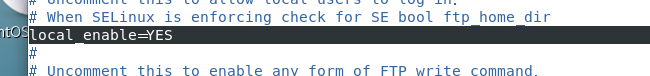 # Uncomment this to allow local users to log in.
# When SELinux is enforcing check for SE bool ftp_home_dir
ntOS
local_enable=YES
#
# Uncomment this to enable any form of FTP write command.